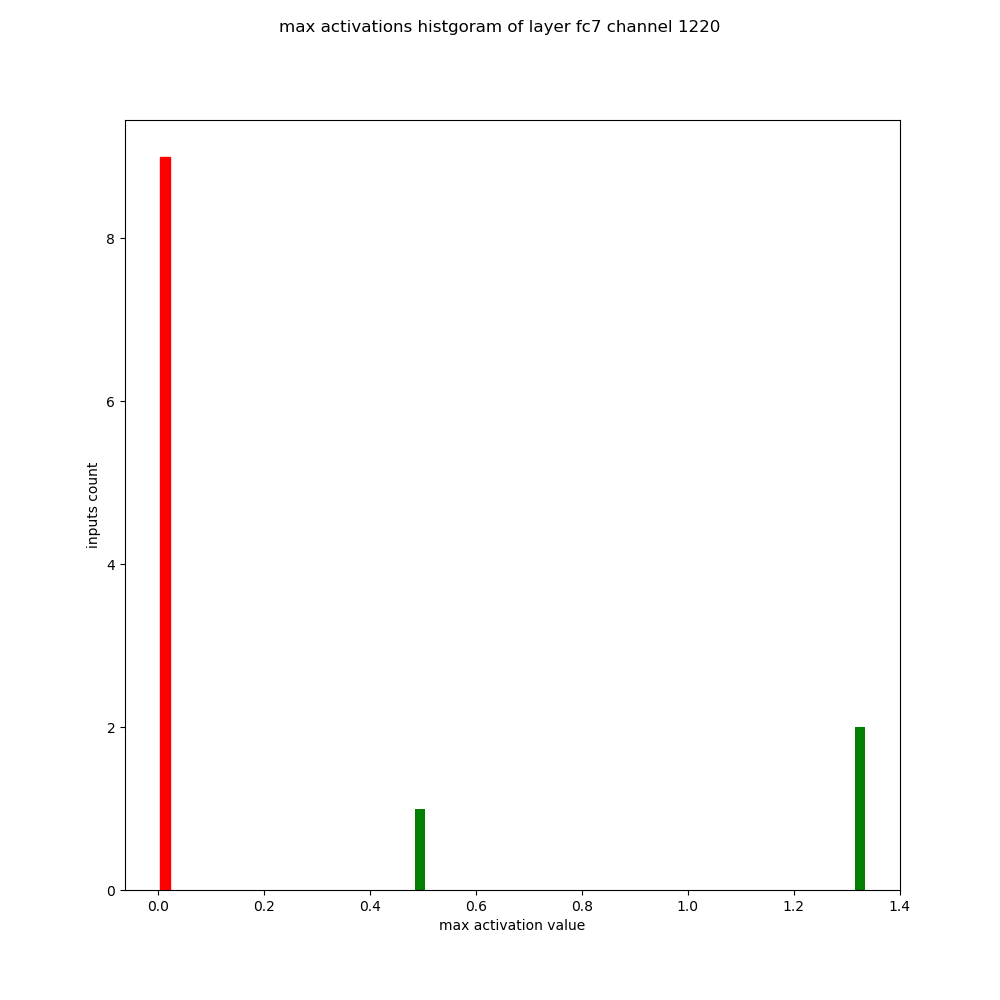 max activations histgoram of layer fc7 channel 1220
8
6
4
2
0
inputs count
0.0 0.2 0.4 0.6 0.8 1.0 1.2 1.4
max activation value